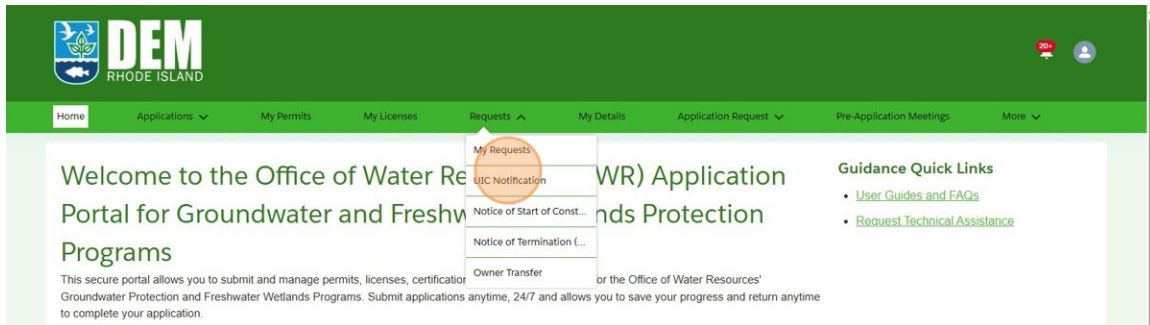 DEM
RHODE ISLAND
20+
Home Applications My Permits My Licenses Requests My Details Application Request Pre-Application Meetings More
My Requests
UIC Notification
Notice of Start of Const...
Notice of Termination (...
Owner Transfer
Welcome to the Office of Water Re WR) Application
Portal for Groundwater and Freshw nds Protection
Programs
This secure portal allows you to submit and manage permits, licenses, certification or the Office of Water Resources'
Groundwater Protection and Freshwater Wetlands Programs. Submit applications anytime, 24/7 and allows you to save your progress and return anytime
to complete your application.
Guidance Quick Links
User Guides and FAQs
Request Technical Assistance